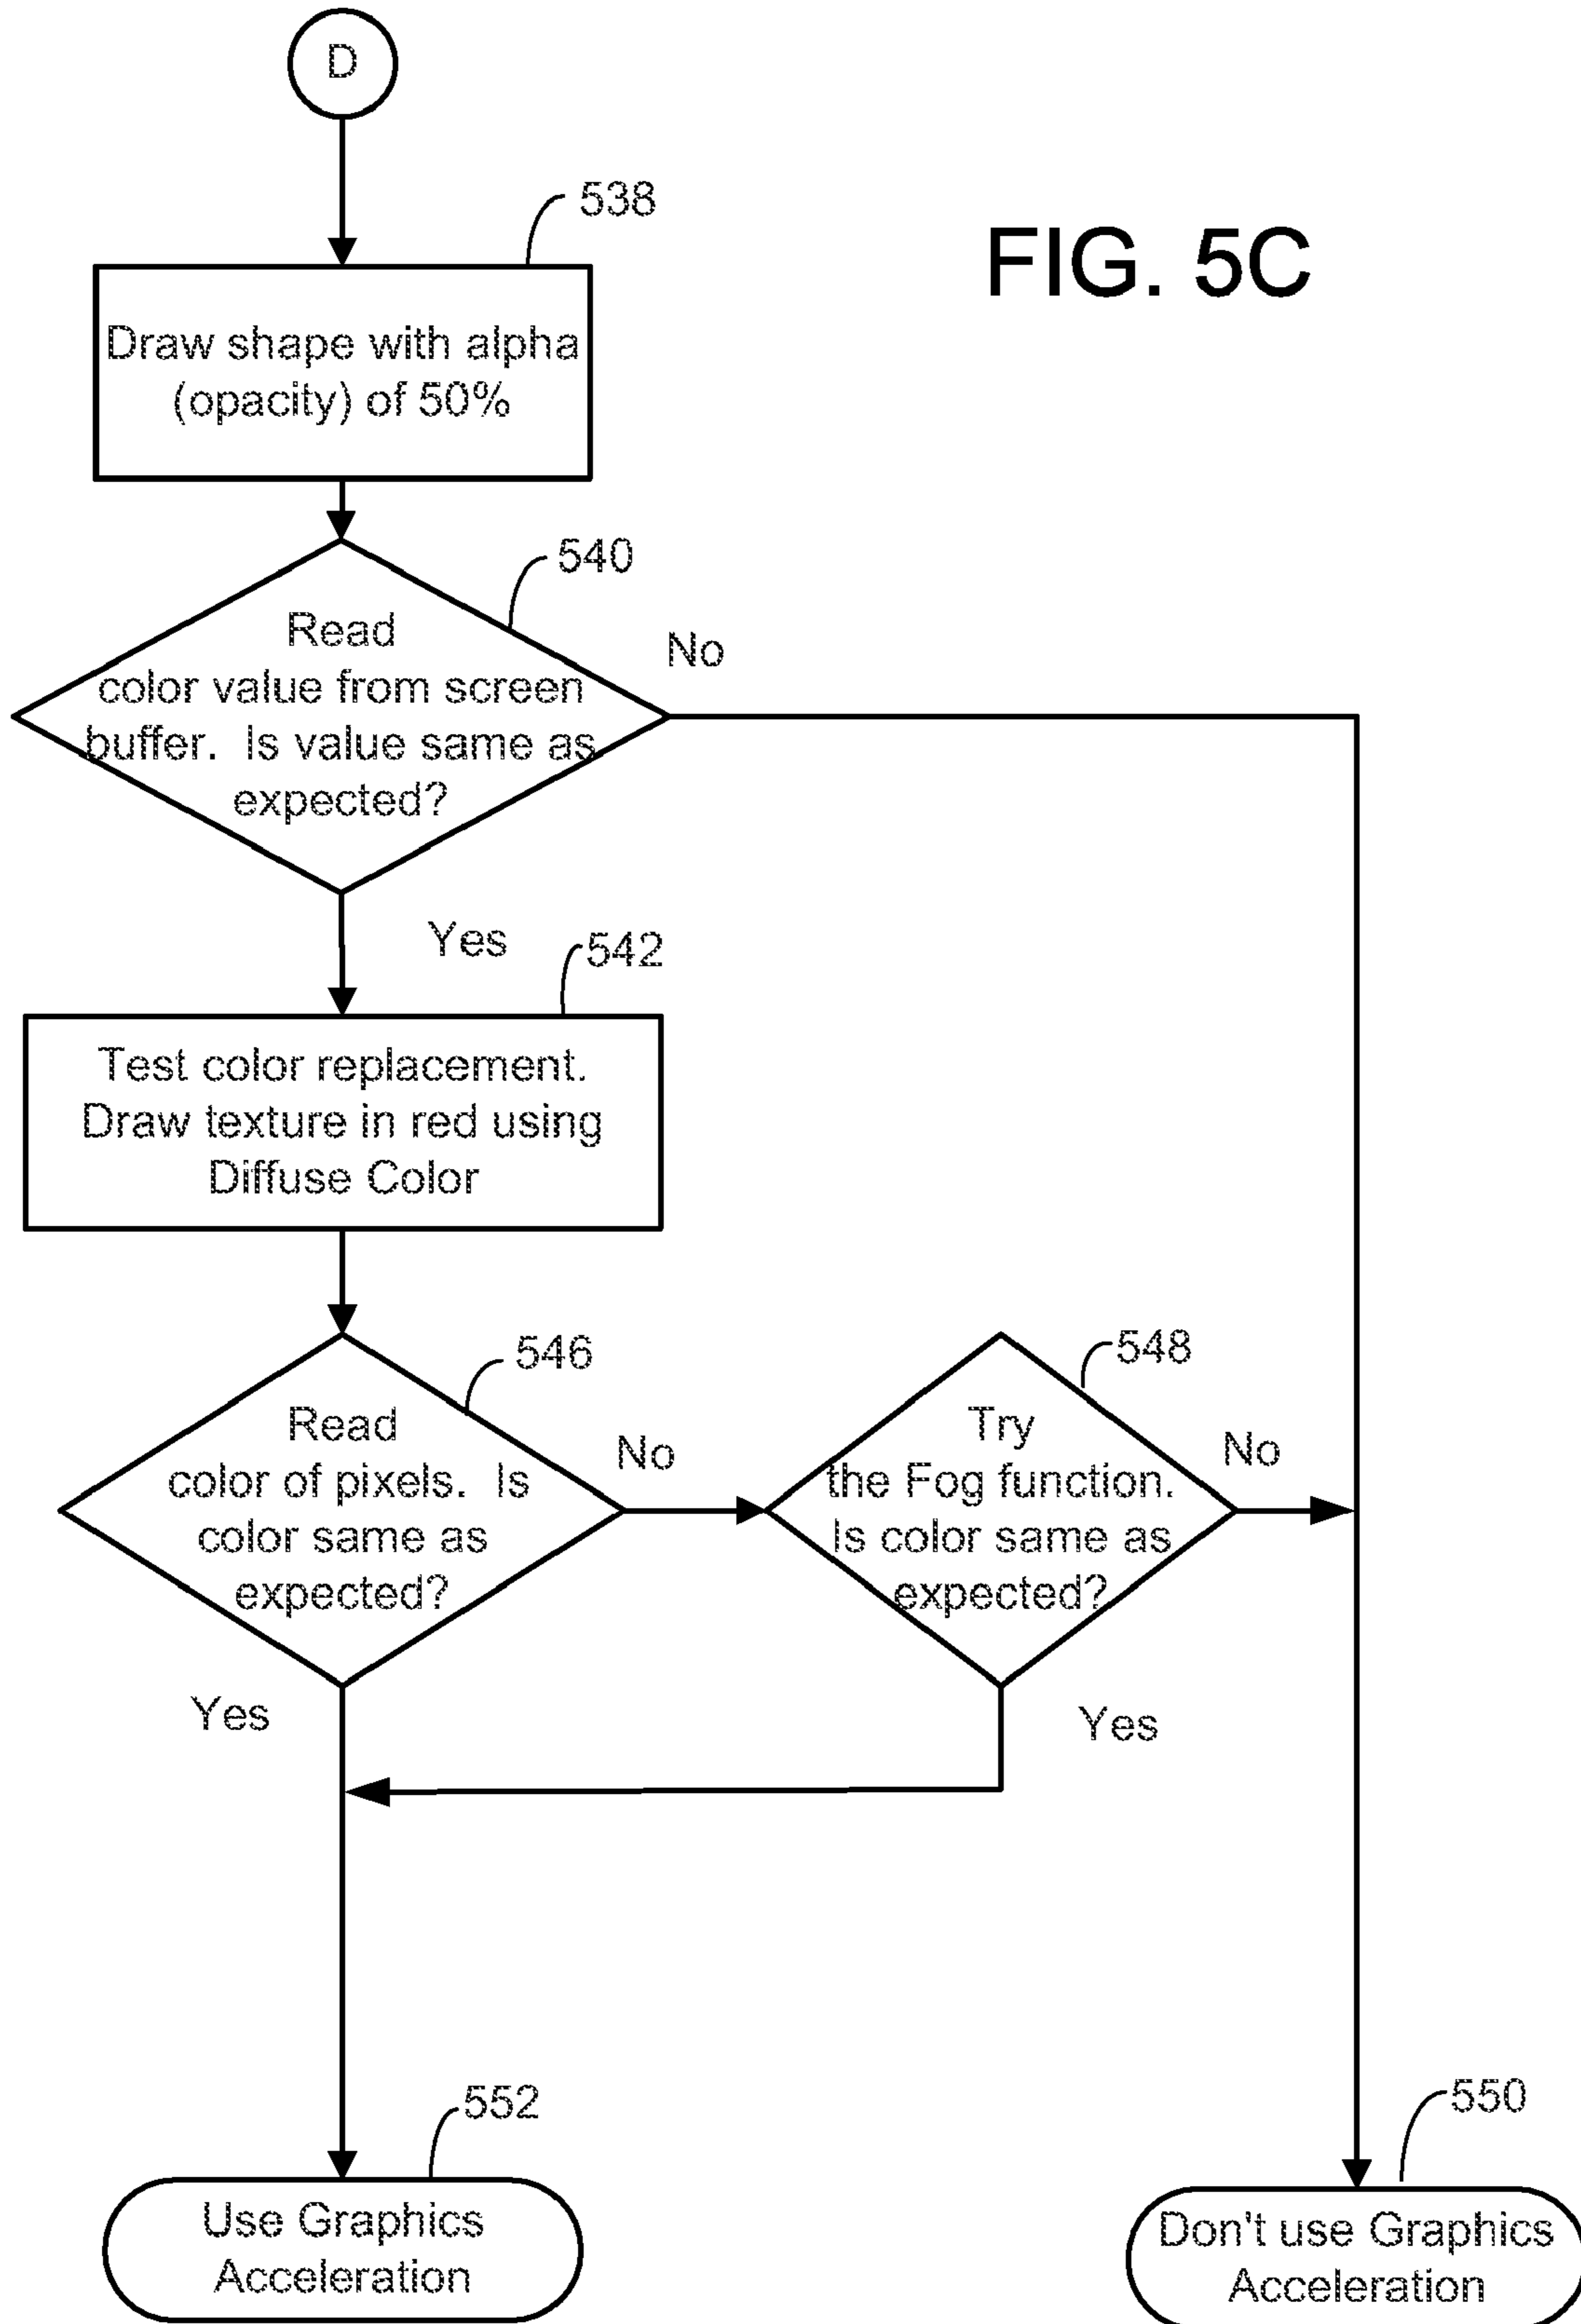 D
538
FIG. 5C
Draw shape with alpha
(opacity) of 50%
540
Read
color value from screen
buffer. Is value same as
expected?
No
Yes
542
Test color replacement.
Draw texture in red using
Diffuse Color
546
Read
color of pixels. Is
color same as
expected?
No
548
Try
the Fog function.
Is color same as
expected?
No
Yes
Yes
552
Use Graphics
Acceleration
550
Don't use Graphics
Acceleration